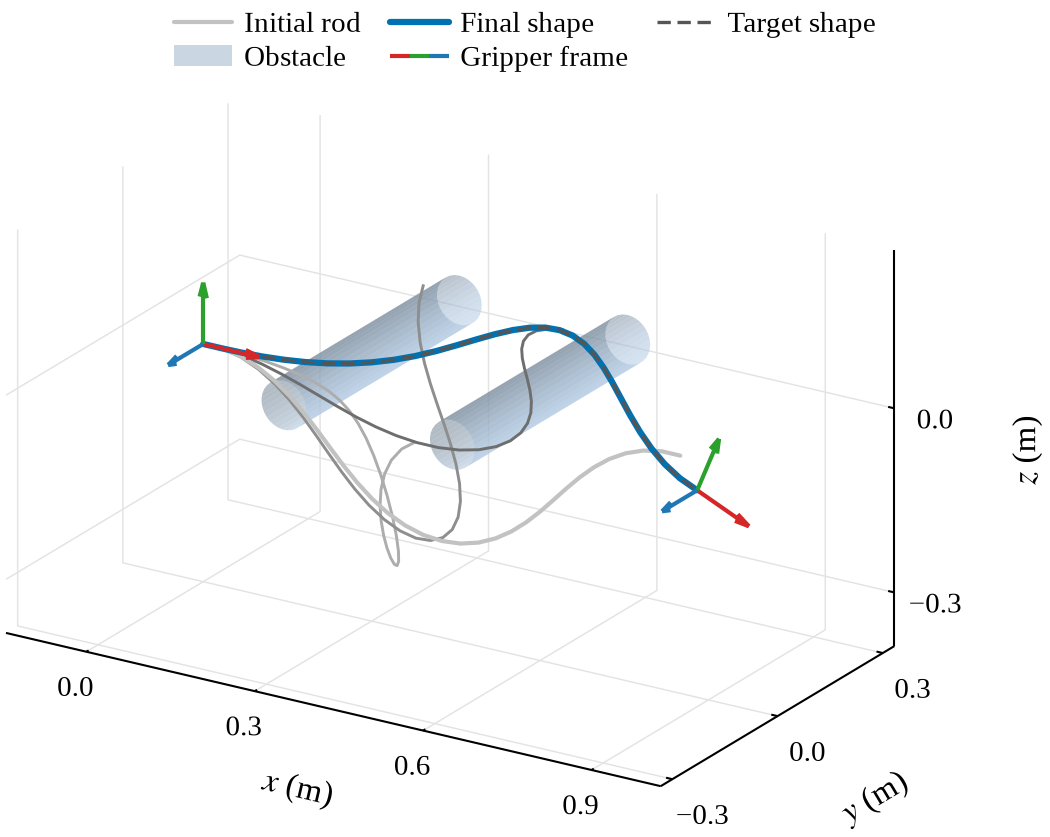 Initial rod
Final shape
Target shape
Obstacle
Gripper frame
0.0
−0.3
z (m)
0.0
0.3
0.6
0.9
x (m)
−0.3
0.0
0.3
y (m)